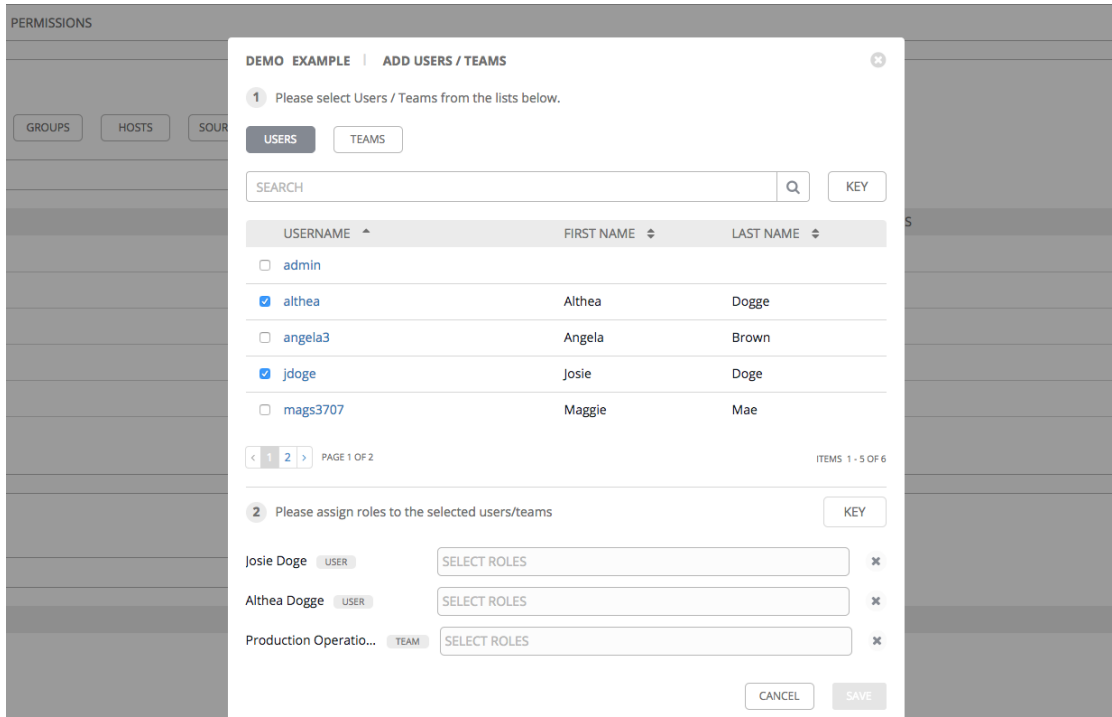 PERMISSIONS
DEMO EXAMPLE | ADD USERS / TEAMS
1 Please select Users / Teams from the lists below.
GROUPS HOSTS
USERS TEAMS
SEARCH KEY
USERNAME FIRST NAME LAST NAME
admin
althea Althea Dogge
angela3 Angela Brown
jdoge Josie Doge
mags3707 Maggie Mae
1 2 PAGE 1 OF 2 ITEMS 1 - 5 OF 6
2 Please assign roles to the selected users/teams KEY
Josie Doge USER SELECT ROLES
Althea Dogge USER SELECT ROLES
Production Operatio... TEAM SELECT ROLES
CANCEL SAVE